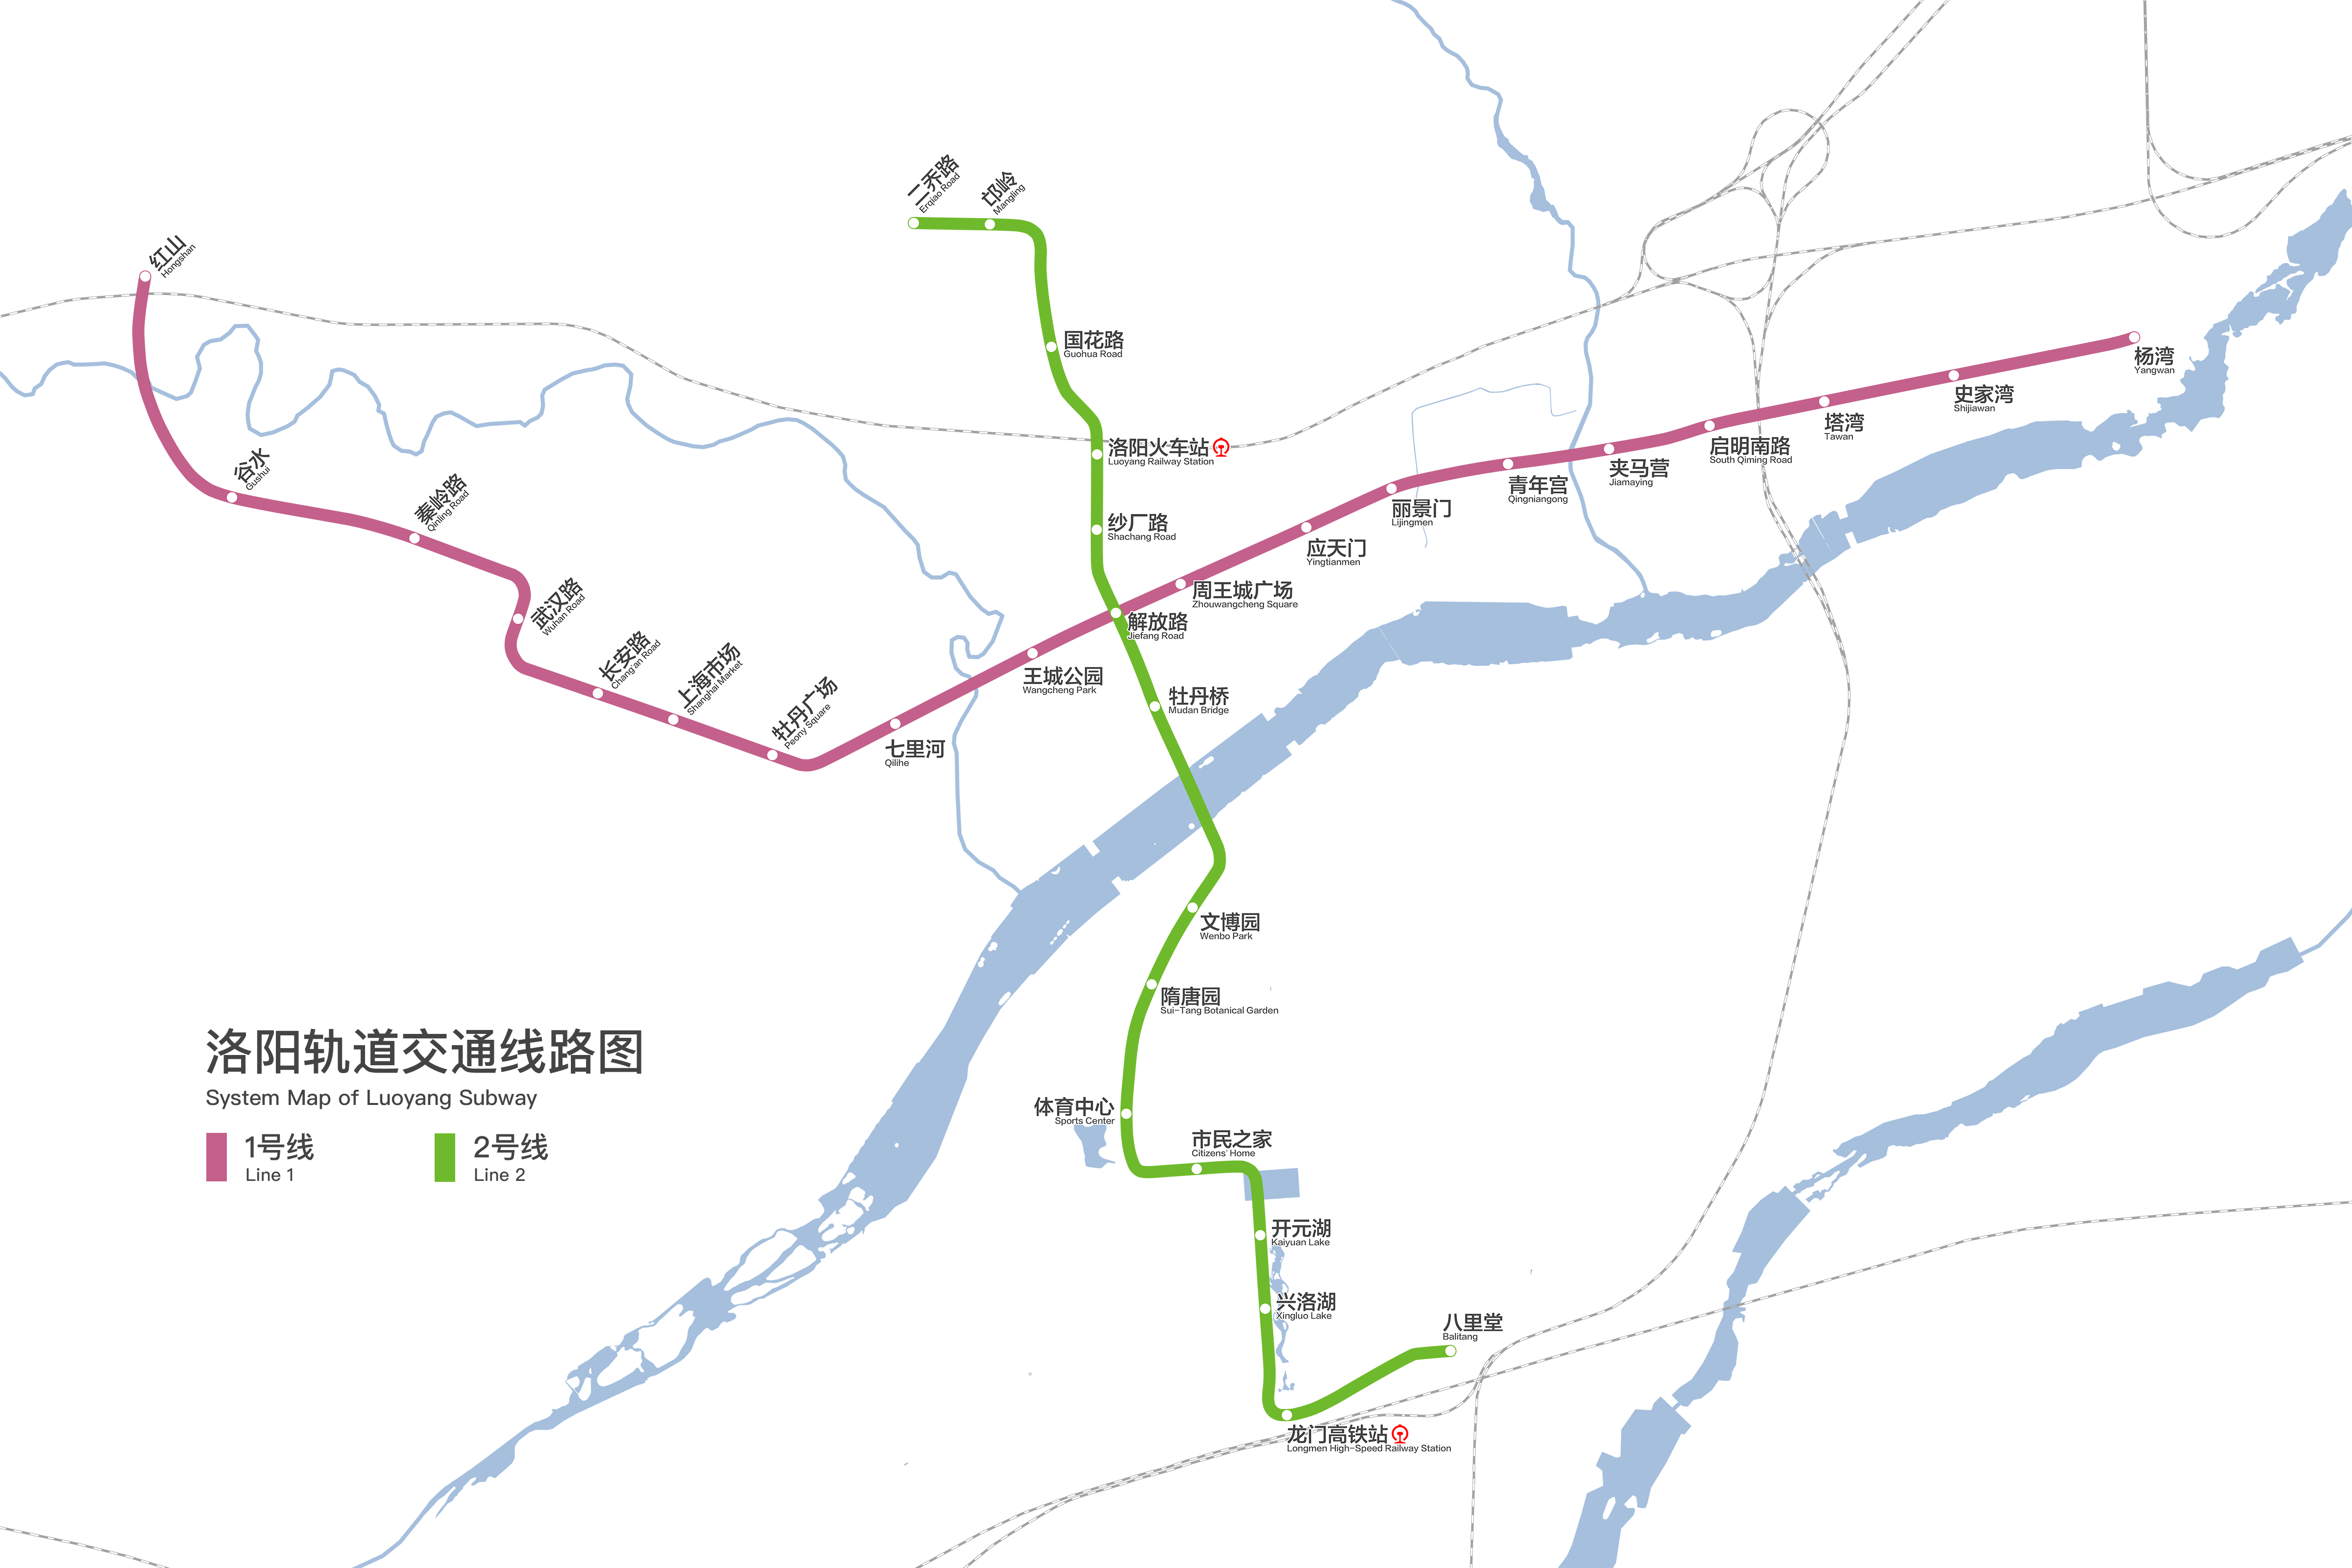 二乔路
Erqiao Road
邙岭
Mangling
红山
Hongshan
国花路
Guohua Road
杨湾
Yangwan
史家湾
Shijiawan
塔湾
Tawan
启明南路
South Qiming Road
洛阳火车站
Luoyang Railway Station
夹马营
Jiamaying
谷水
Gushui
青年宫
Qingniangong
秦岭路
Qinling Road
丽景门
Lijingmen
纱厂路
Shachang Road
应天门
Yingtianmen
周王城广场
Zhouwangcheng Square
武汉路
Wuhan Road
解放路
Jiefang Road
长安路
Chang'an Road
王城公园
Wangcheng Park
上海市场
Shanghai Market
牡丹桥
Mudan Bridge
牡丹广场
Peony Square
七里河
Qilihe
文博园
Wenbo Park
隋唐园
Sui-Tang Botanical Garden
洛阳轨道交通线路图
System Map of Luoyang Subway
1号线
Line 1
2号线
Line 2
体育中心
Sports Center
市民之家
Citizens' Home
开元湖
Kaiyuan Lake
兴洛湖
Xingluo Lake
八里堂
Balitang
龙门高铁站
Longmen High-Speed Railway Station